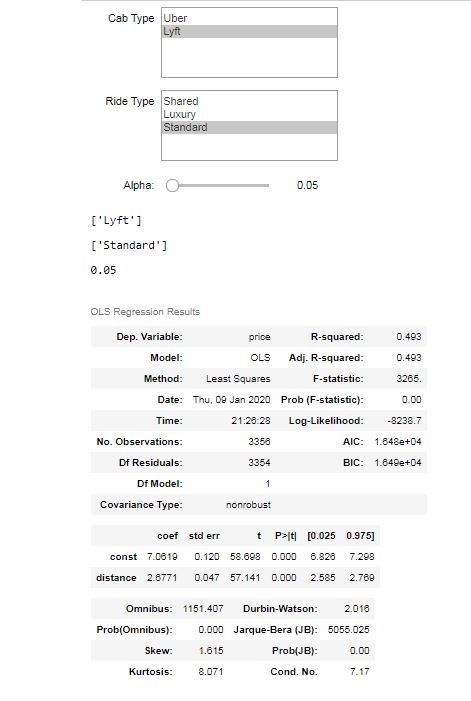 Cab Type Uber
Lyft
Ride Type Shared
Luxury
Standard
Alpha: 0.05
['Lyft']
['Standard']
0.05
OLS Regression Results
Dep. Variable: price R-squared: 0.493
Model: OLS Adj. R-squared: 0.493
Method: Least Squares F-statistic: 3265.
Date: Thu, 09 Jan 2020 Prob (F-statistic): 0.00
Time: 21:26:28 Log-Likelihood: -8238.7
No. Observations: 3356 AIC: 1.648e+04
Df Residuals: 3354 BIC: 1.649e+04
Df Model: 1
Covariance Type: nonrobust
coef std err t P>|t| [0.025 0.975]
const 7.0619 0.120 58.698 0.000 6.826 7.298
distance 2.6771 0.047 57.141 0.000 2.585 2.769
Omnibus: 1151.407 Durbin-Watson: 2.016
Prob(Omnibus): 0.000 Jarque-Bera (JB): 5055.025
Skew: 1.615 Prob(JB): 0.00
Kurtosis: 8.071 Cond. No. 7.17